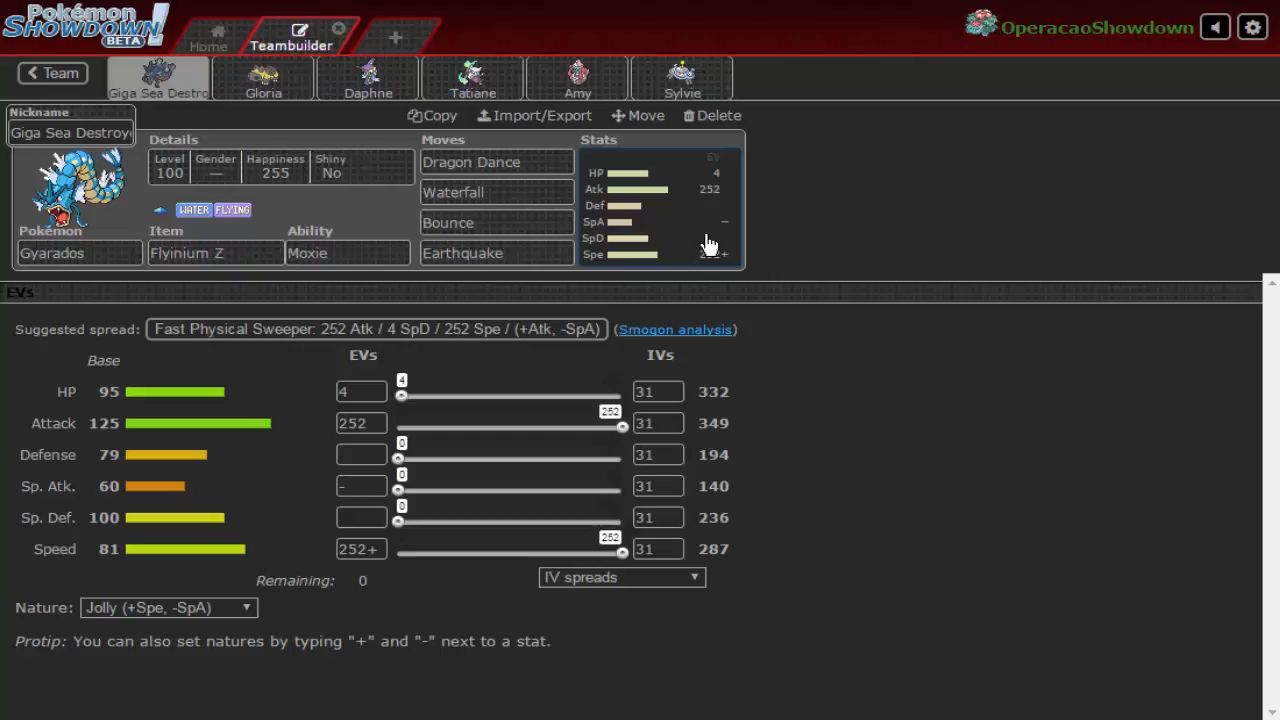 Pokémon
SHOWDOWN!
BETA!
Home
Teambuilder
OperacaoShowdown
Team
Giga Sea Destro
Gloria
Daphne
Tatiane
Amy
Sylvie
Nickname
Giga Sea Destroy
Copy
Import/Export
Move
Delete
Details
Level
100
Gender
—
Happiness
255
Shiny
No
WATER FLYING
Pokémon
Gyarados
Item
Flyinium Z
Ability
Moxie
Moves
Dragon Dance
Waterfall
Bounce
Earthquake
Stats
EV
HP 4
Atk 252
Def
SpA −
SpD
Spe +
EVs
Suggested spread: Fast Physical Sweeper: 252 Atk / 4 SpD / 252 Spe / (+Atk, -SpA) (Smogon analysis)
Base EVs IVs
HP 95 4 4 31 332
Attack 125 252 252 31 349
Defense 79 0 31 194
Sp. Atk. 60 - 0 31 140
Sp. Def. 100 0 31 236
Speed 81 252+ 252 31 287
Remaining: 0 IV spreads
Nature: Jolly (+Spe, -SpA)
Protip: You can also set natures by typing "+" and "-" next to a stat.